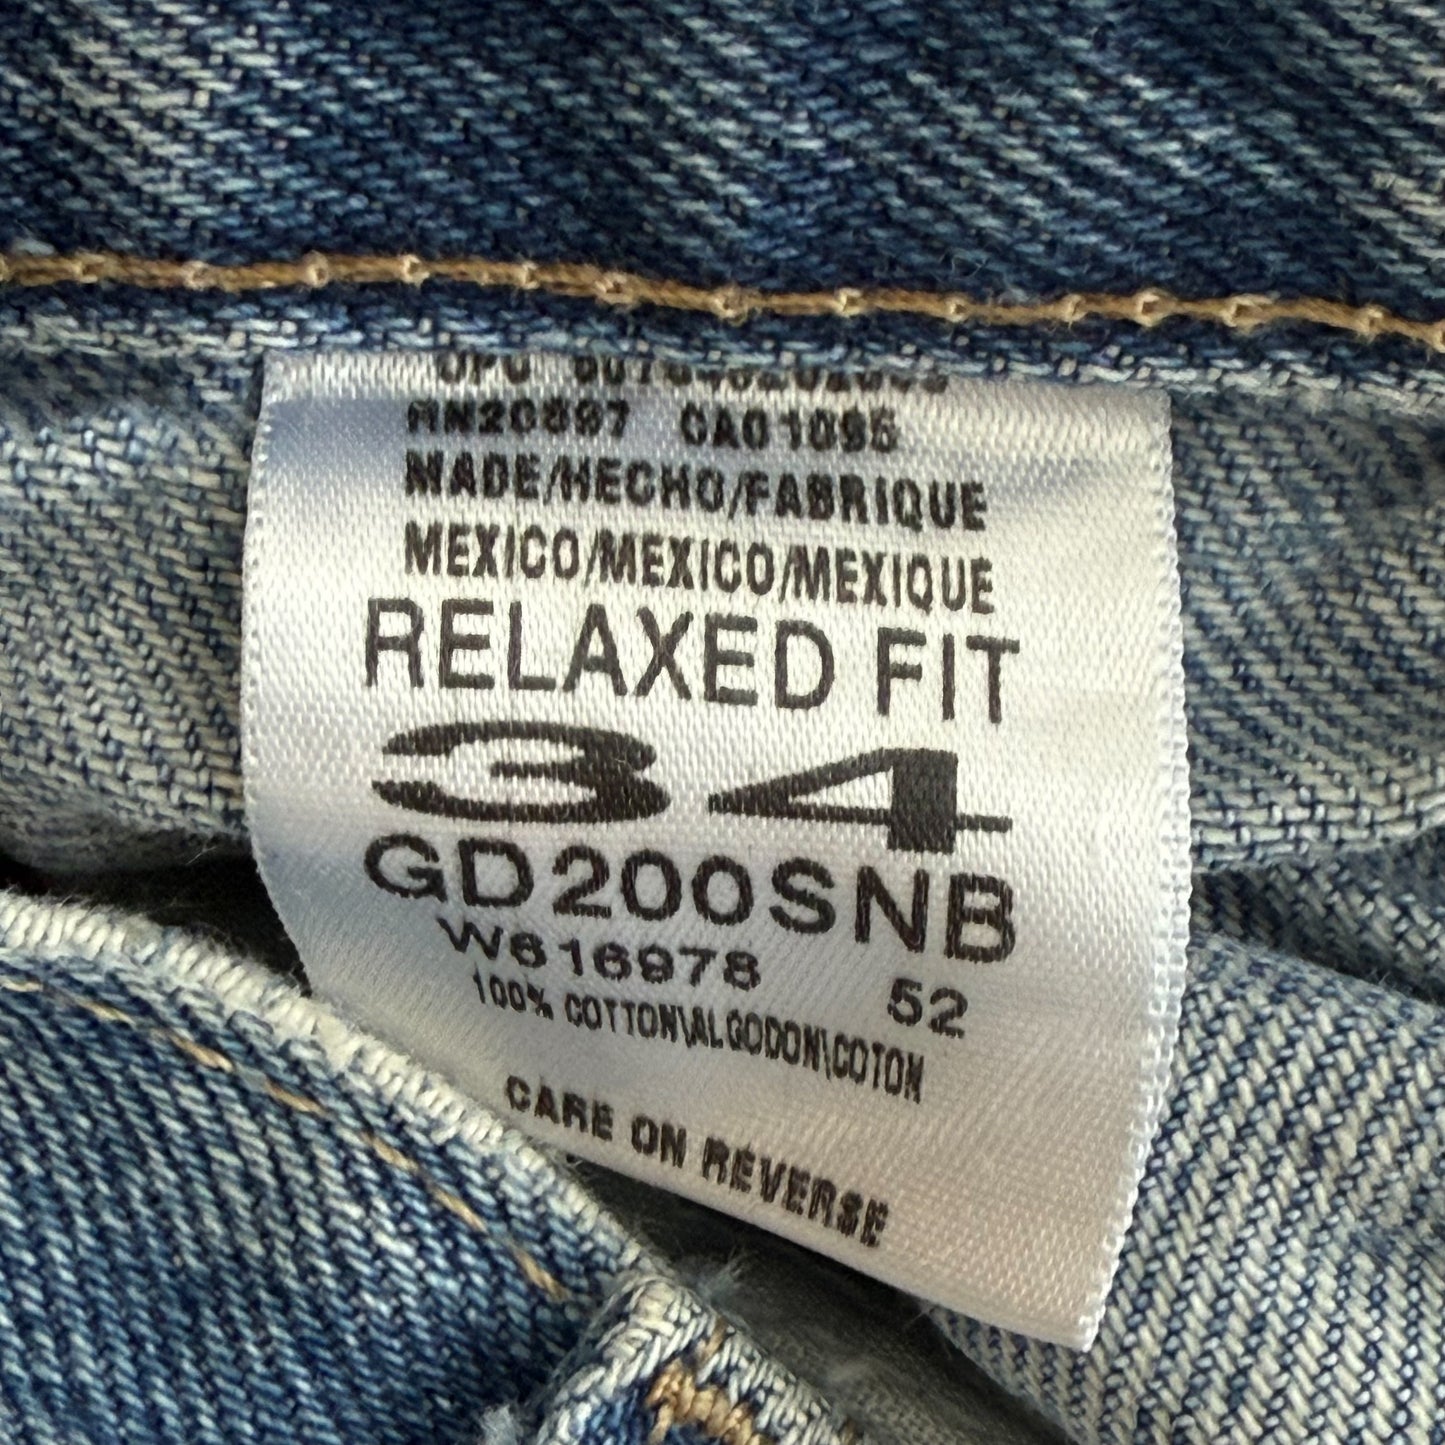 UPC
RN20897 CA01095
MADE/HECHO/FABRIQUE
MEXICO/MEXICO/MEXIQUE
RELAXED FIT
34
GD200SNB
W616978 52
100% COTTON\ALGODON\COTON
CARE ON REVERSE